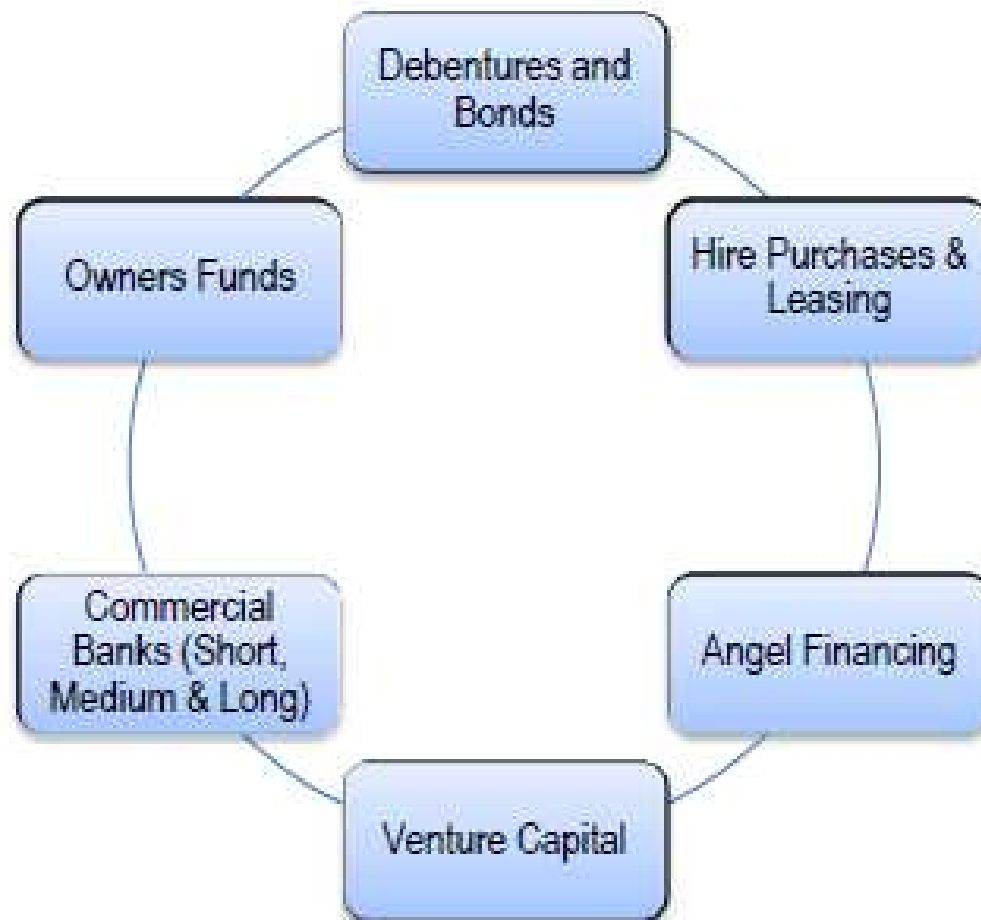 Debentures and
Bonds
Hire Purchases &
Leasing
Angel Financing
Venture Capital
Commercial
Banks (Short,
Medium & Long)
Owners Funds